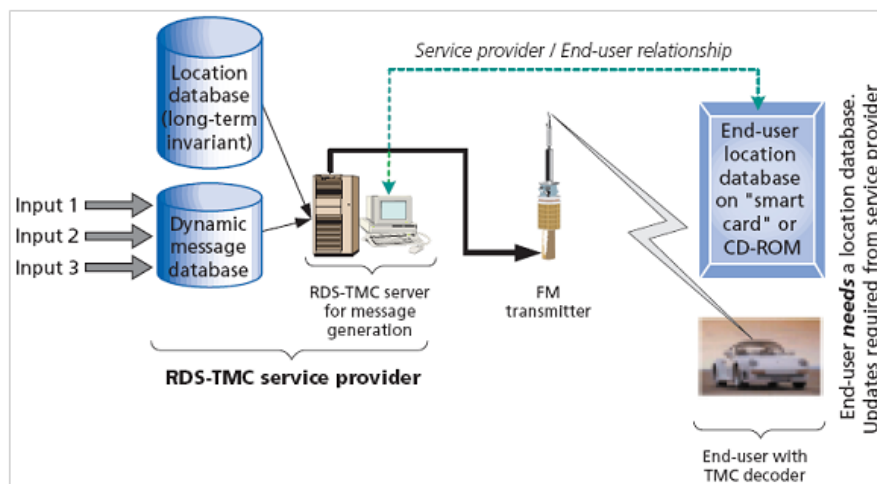 Service provider / End-user relationship
Location
database
(long-term
invariant)
Input 1
Input 2
Input 3
Dynamic
message
database
RDS-TMC server
for message
generation
RDS-TMC service provider
FM
transmitter
End-user
location
database
on "smart
card" or
CD-ROM
End-user with
TMC decoder
End-user needs a location database.
Updates required from service provider